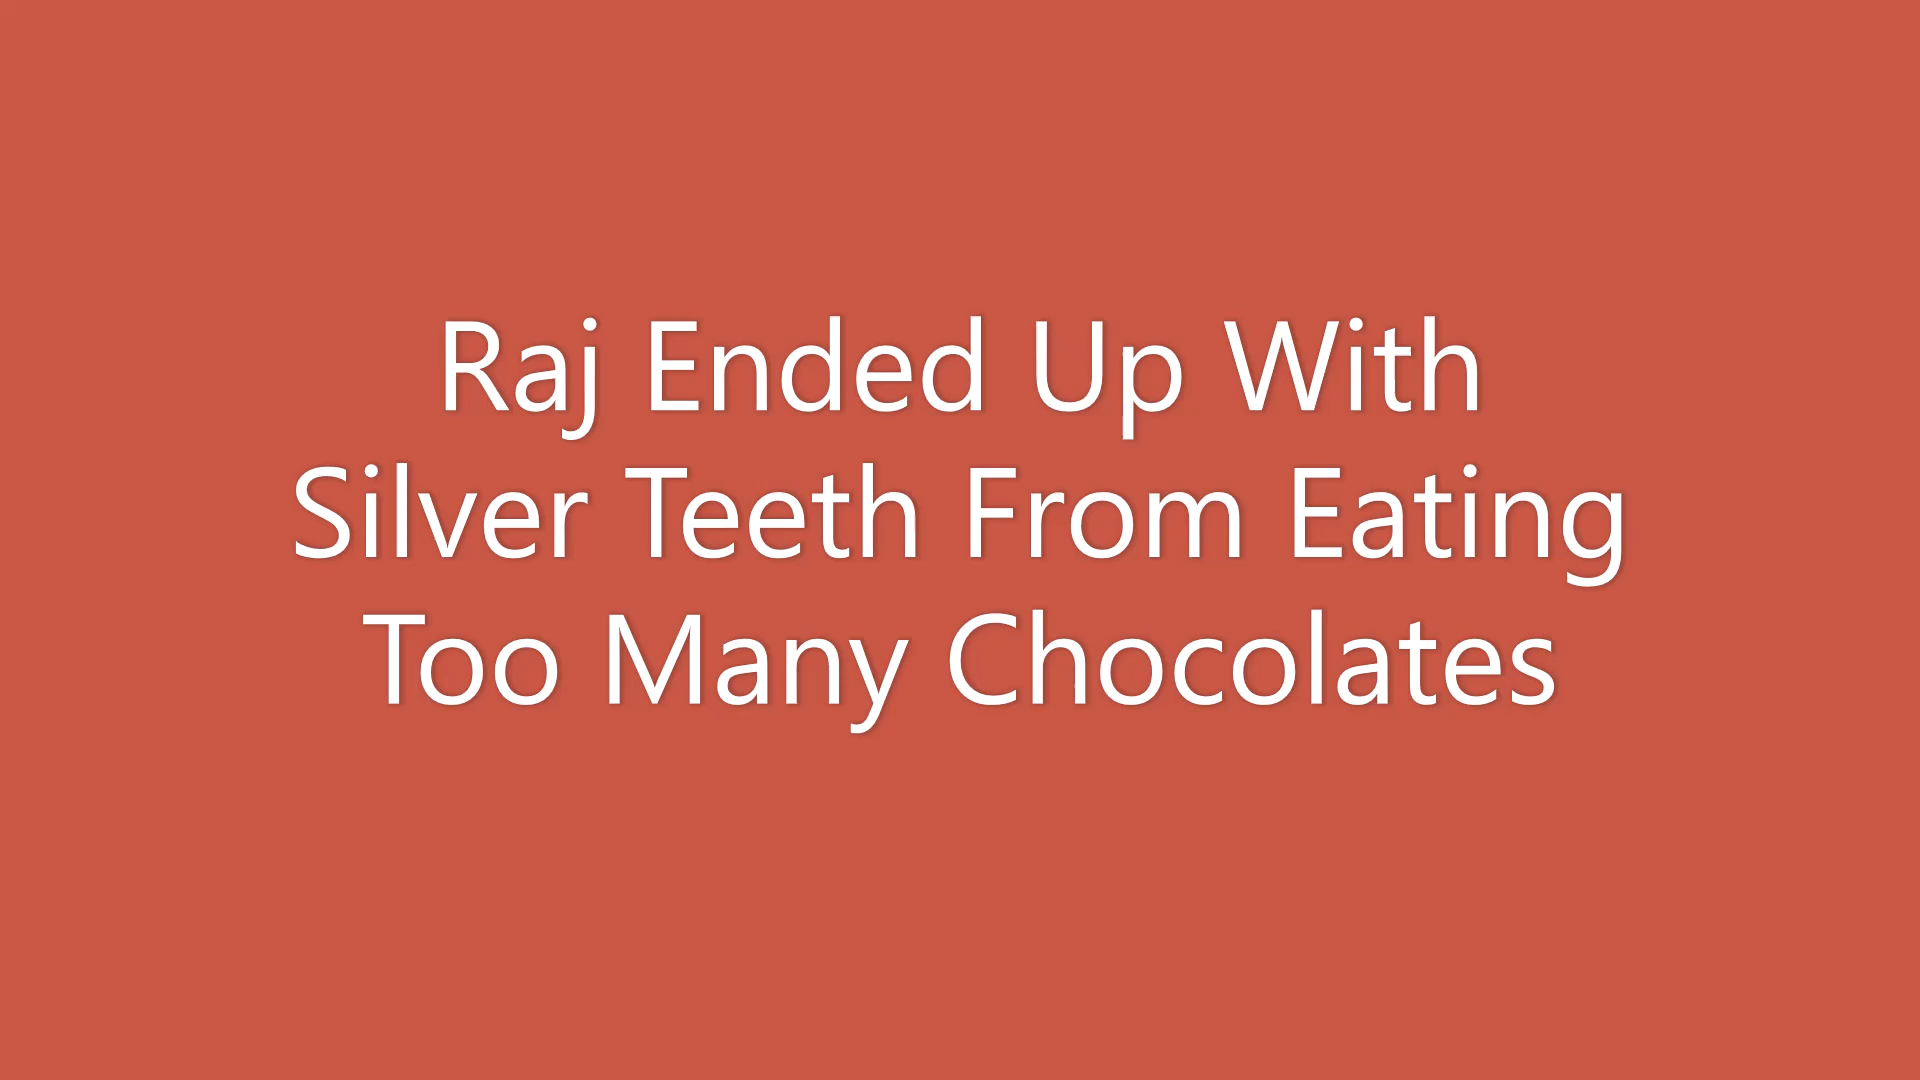 Raj Ended Up With
Silver Teeth From Eating
Too Many Chocolates